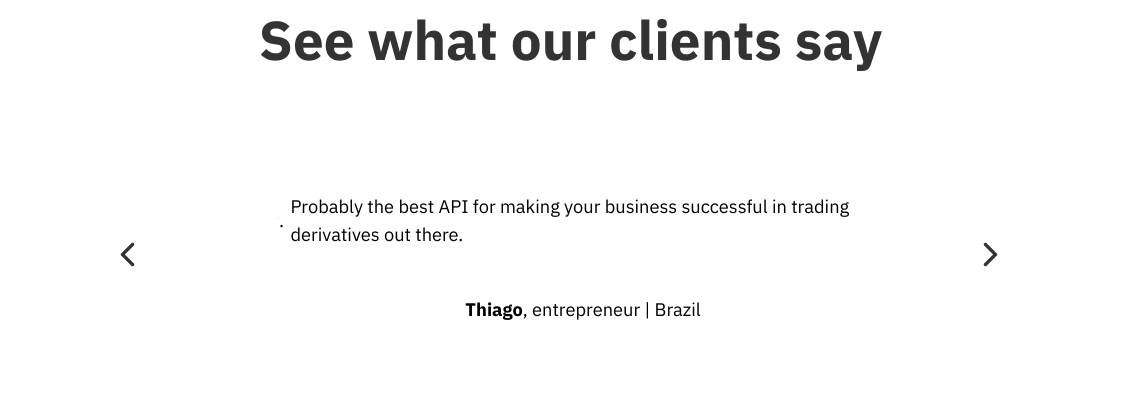 See what our clients say
Probably the best API for making your business successful in trading
derivatives out there.
Thiago, entrepreneur | Brazil